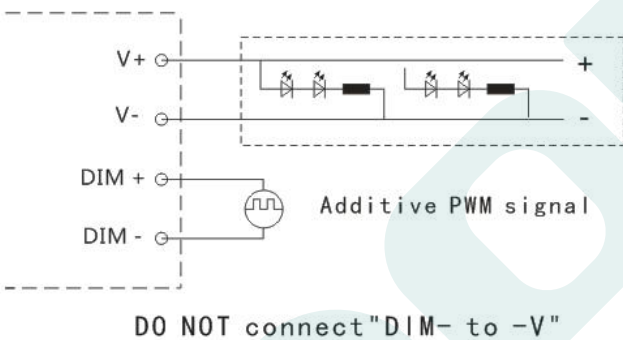 V+
+
V-
-
DIM +
Additive PWM signal
DIM -
DO NOT connect"DIM- to -V"